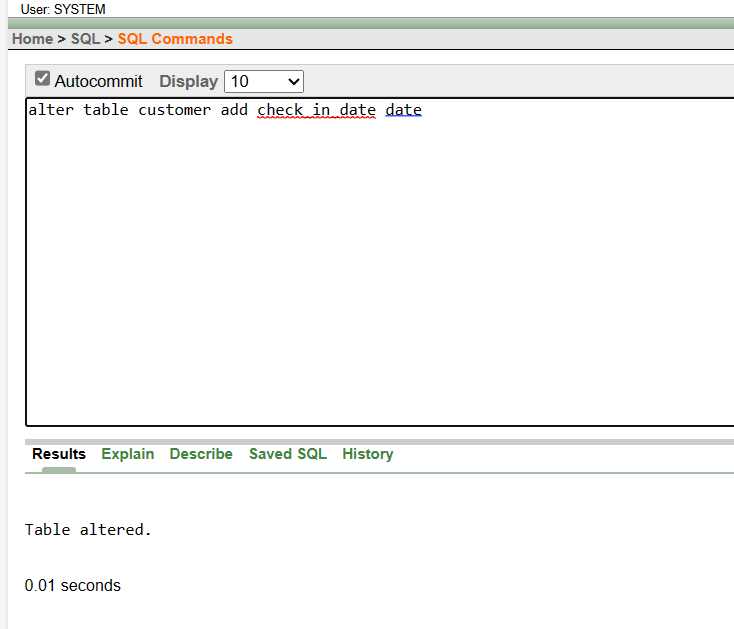 User: SYSTEM
Home > SQL > SQL Commands
Autocommit Display 10
alter table customer add check_in_date date
Results Explain Describe Saved SQL History
Table altered.
0.01 seconds